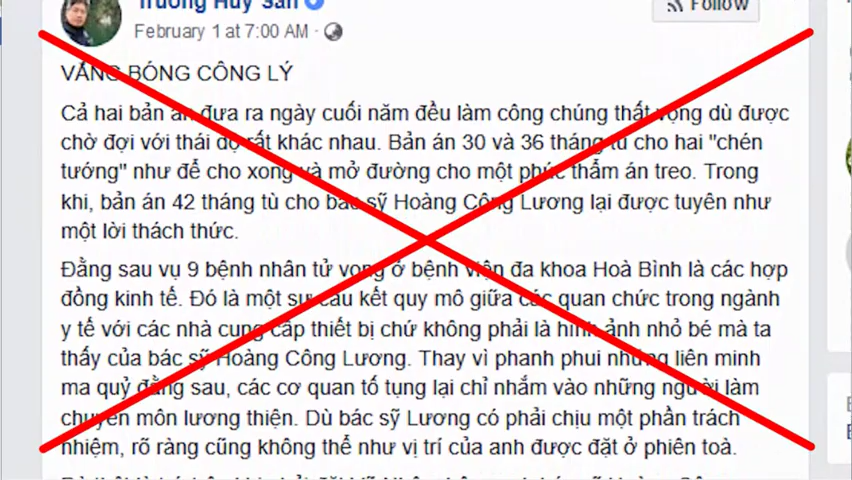 Trương Huy San
February 1 at 7:00 AM ·
Follow
VẮNG BÓNG CÔNG LÝ
Cả hai bản án đưa ra ngày cuối năm đều làm công chúng thất vọng dù được
chờ đợi với thái độ rất khác nhau. Bản án 30 và 36 tháng tù cho hai "chén
tướng" như để cho xong và mở đường cho một phúc thẩm án treo. Trong
khi, bản án 42 tháng tù cho bác sỹ Hoàng Công Lương lại được tuyên như
một lời thách thức.
Đằng sau vụ 9 bệnh nhân tử vong ở bệnh viện đa khoa Hoà Bình là các hợp
đồng kinh tế. Đó là một sự cấu kết quy mô giữa các quan chức trong ngành
y tế với các nhà cung cấp thiết bị chứ không phải là hình ảnh nhỏ bé mà ta
thấy của bác sỹ Hoàng Công Lương. Thay vì phanh phui những liên minh
ma quỷ đằng sau, các cơ quan tố tụng lại chỉ nhắm vào những người làm
chuyên môn lương thiện. Dù bác sỹ Lương có phải chịu một phần trách
nhiệm, rõ ràng cũng không thể như vị trí của anh được đặt ở phiên toà.